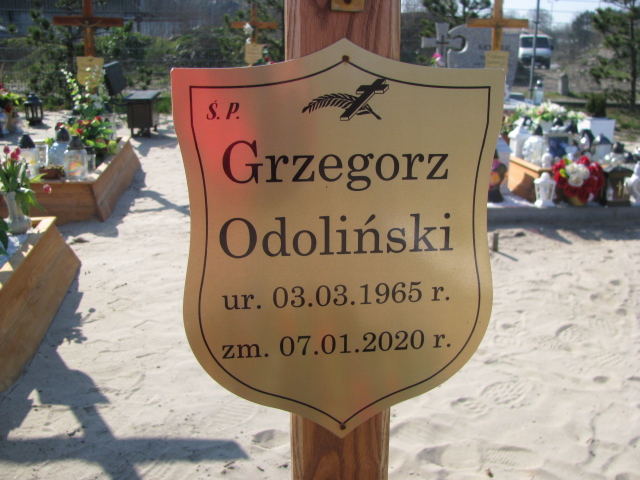 Ś. P.
Grzegorz
Odoliński
ur. 03.03.1965 r.
zm. 07.01.2020 r.